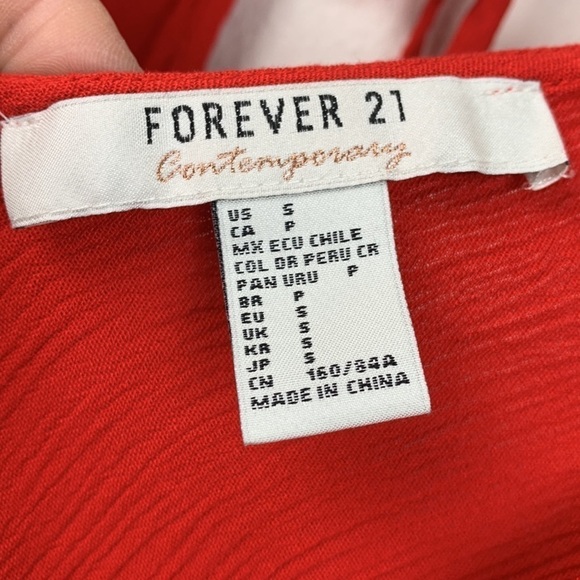 FOREVER 21
Contemporary
US S
CA P
MX ECU CHILE
COL DR PERU CR
PAN URU P
BR P
EU S
UK S
KR S
JP S
CN 160/84A
MADE IN CHINA